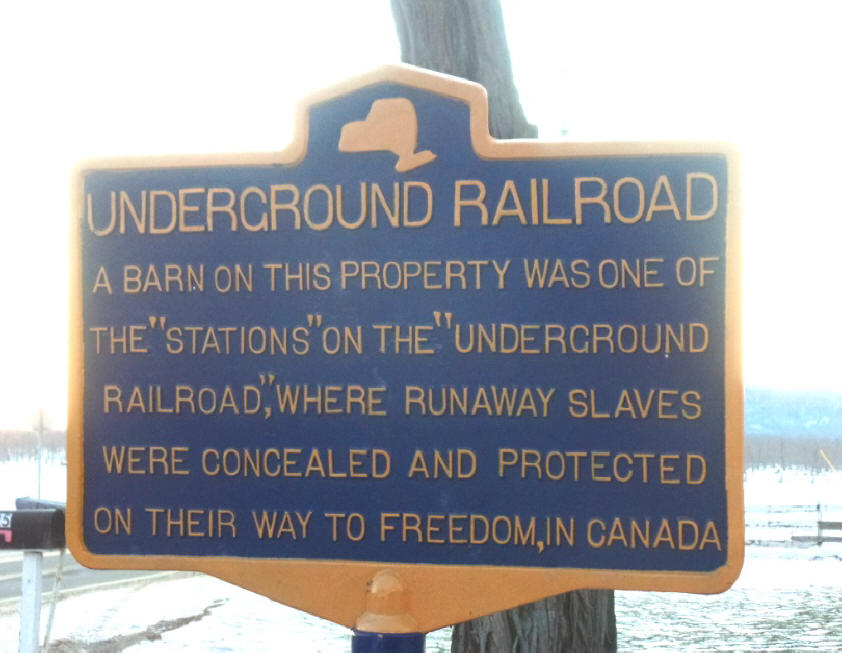 UNDERGROUND RAILROAD
A BARN ON THIS PROPERTY WAS ONE OF
THE "STATIONS" ON THE "UNDERGROUND
RAILROAD", WHERE RUNAWAY SLAVES
WERE CONCEALED AND PROTECTED
ON THEIR WAY TO FREEDOM, IN CANADA